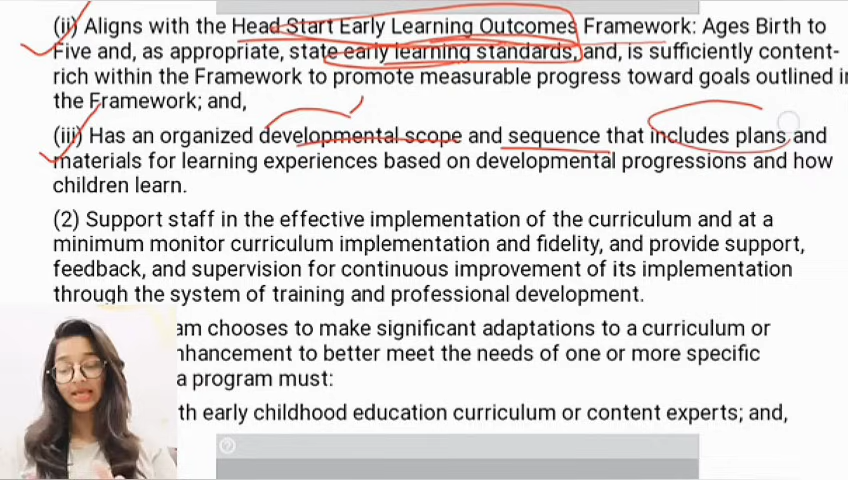 (ii) Aligns with the Head Start Early Learning Outcomes Framework: Ages Birth to
Five and, as appropriate, state early learning standards, and, is sufficiently content-
rich within the Framework to promote measurable progress toward goals outlined in
the Framework; and,
(iii) Has an organized developmental scope and sequence that includes plans and
materials for learning experiences based on developmental progressions and how
children learn.
(2) Support staff in the effective implementation of the curriculum and at a
minimum monitor curriculum implementation and fidelity, and provide support,
feedback, and supervision for continuous improvement of its implementation
through the system of training and professional development.
am chooses to make significant adaptations to a curriculum or
nhancement to better meet the needs of one or more specific
a program must:
th early childhood education curriculum or content experts; and,